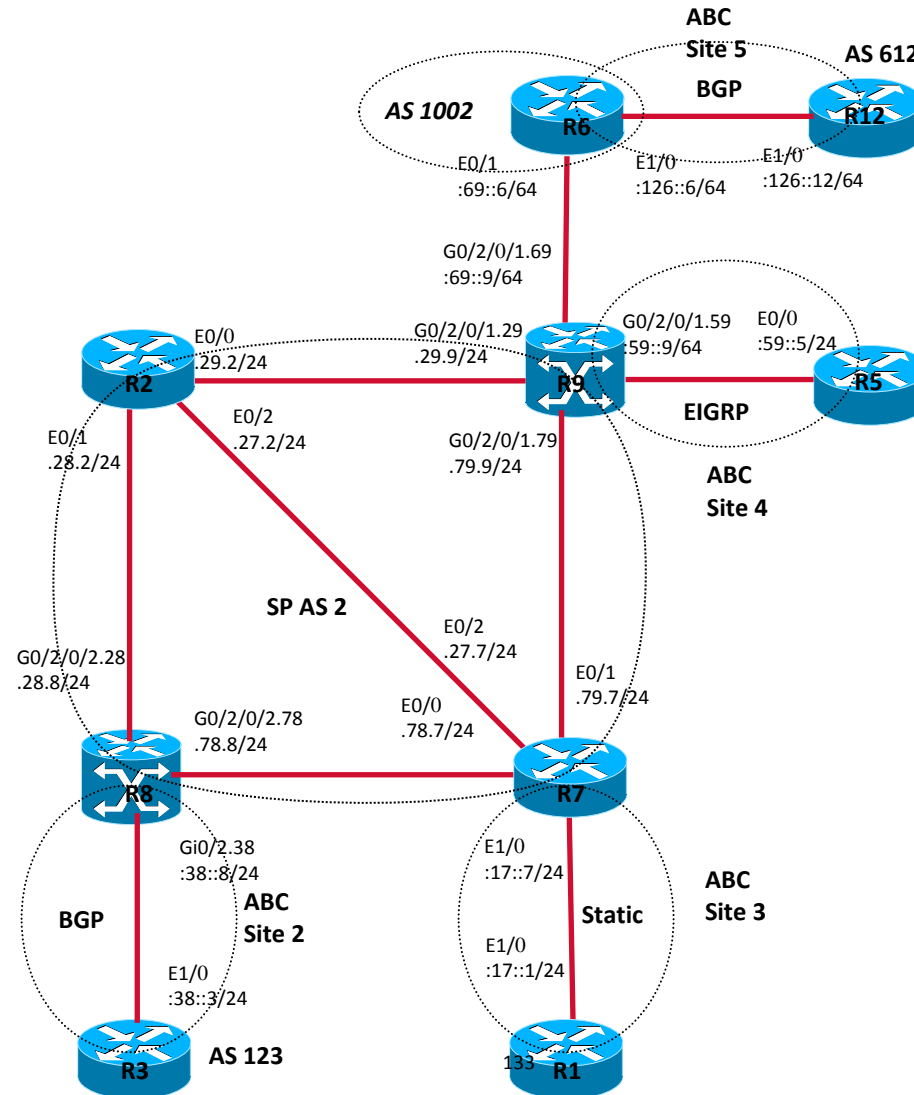 ABC
Site 5
AS 612
BGP
AS 1002
R6
R12
E0/1
:69::6/64
E1/0
:126::6/64
E1/0
:126::12/64
G0/2/0/1.69
:69::9/64
E0/0
.29.2/24
G0/2/0/1.29
.29.9/24
G0/2/0/1.59
:59::9/64
E0/0
:59::5/24
R2
R9
R5
EIGRP
E0/2
.27.2/24
E0/1
.28.2/24
G0/2/0/1.79
.79.9/24
ABC
Site 4
SP AS 2
E0/2
.27.7/24
G0/2/0/2.28
.28.8/24
E0/1
.79.7/24
E0/0
.78.7/24
G0/2/0/2.78
.78.8/24
R8
R7
Gi0/2.38
:38::8/24
E1/0
:17::7/24
ABC
Site 3
ABC
Site 2
BGP
Static
E1/0
:17::1/24
E1/0
:38::3/24
AS 123
R3
133
R1